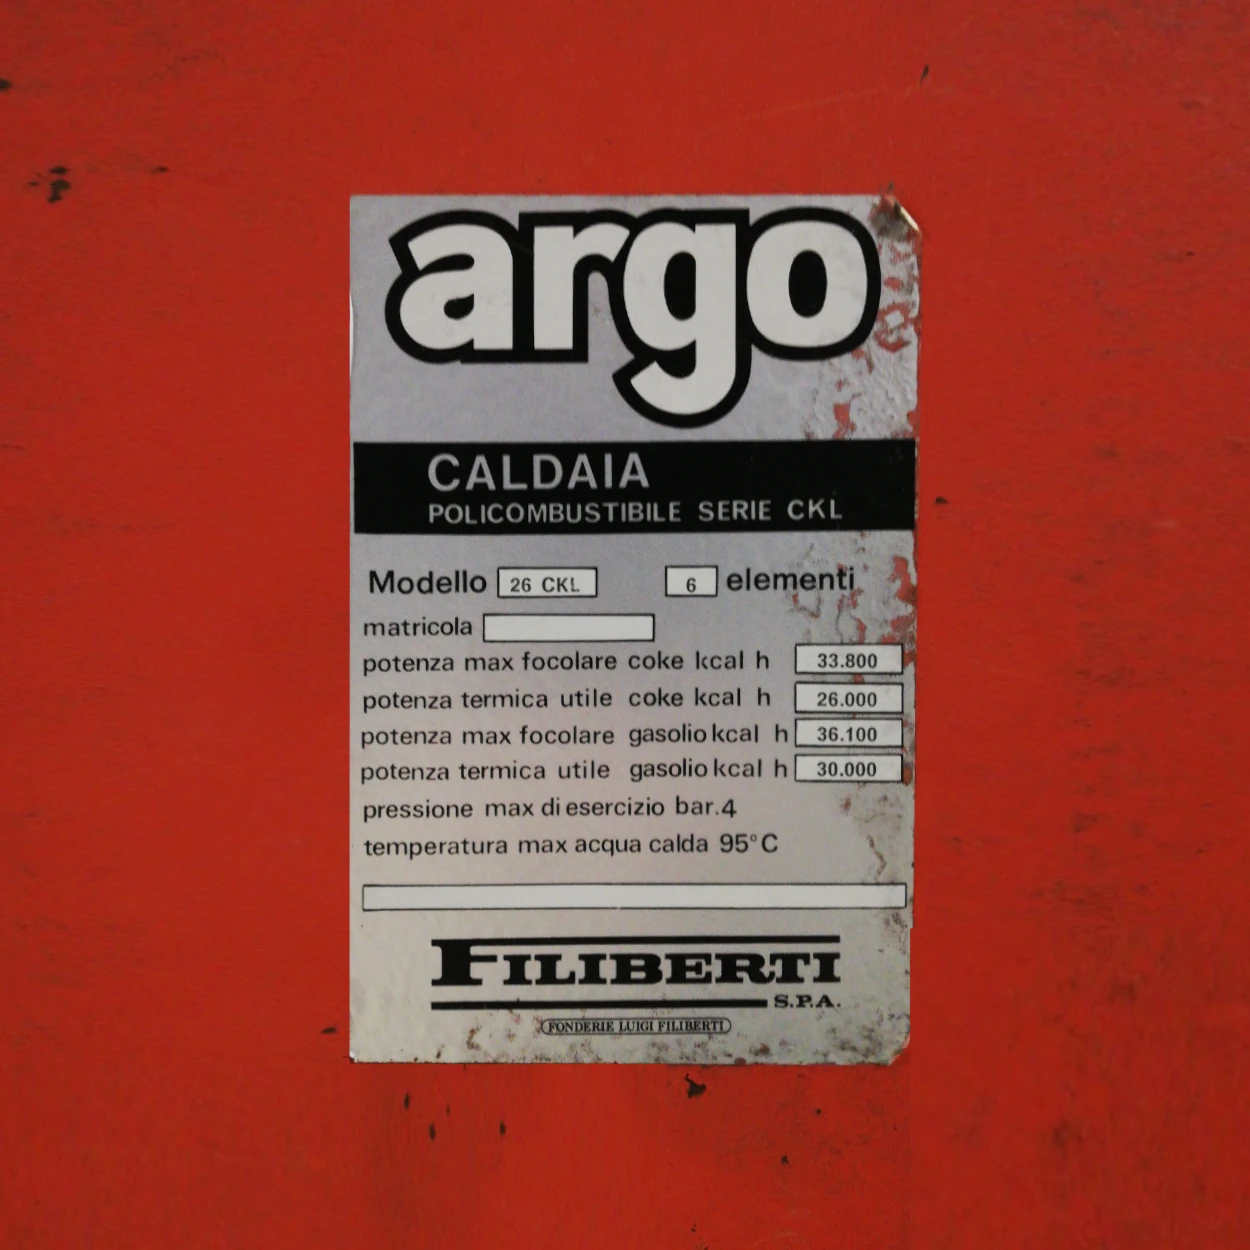 argo
CALDAIA
POLICOMBUSTIBILE SERIE CKL
Modello 26 CKL 6 elementi
matricola
potenza max focolare coke kcal h 33.800
potenza termica utile coke kcal h 26.000
potenza max focolare gasolio kcal h 36.100
potenza termica utile gasolio kcal h 30.000
pressione max di esercizio bar.4
temperatura max acqua calda 95°C
FILIBERTI
S.P.A.
FONDERIE LUIGI FILIBERTI